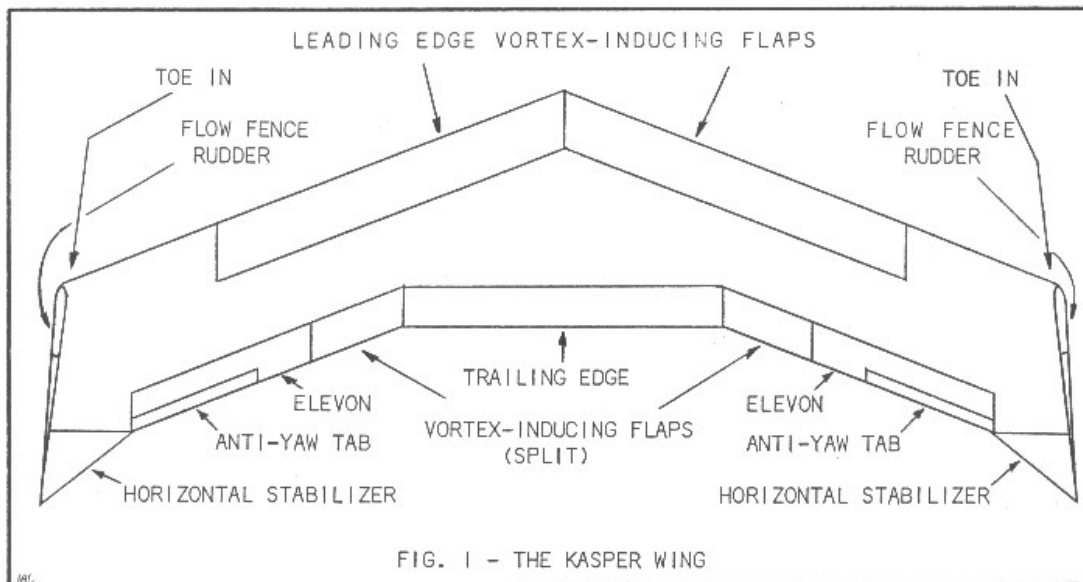 LEADING EDGE VORTEX-INDUCING FLAPS
TOE IN
TOE IN
FLOW FENCE
RUDDER
FLOW FENCE
RUDDER
TRAILING EDGE
ELEVON
ELEVON
ANTI-YAW TAB
VORTEX-INDUCING FLAPS
(SPLIT)
ANTI-YAW TAB
HORIZONTAL STABILIZER
HORIZONTAL STABILIZER
FIG. 1 - THE KASPER WING